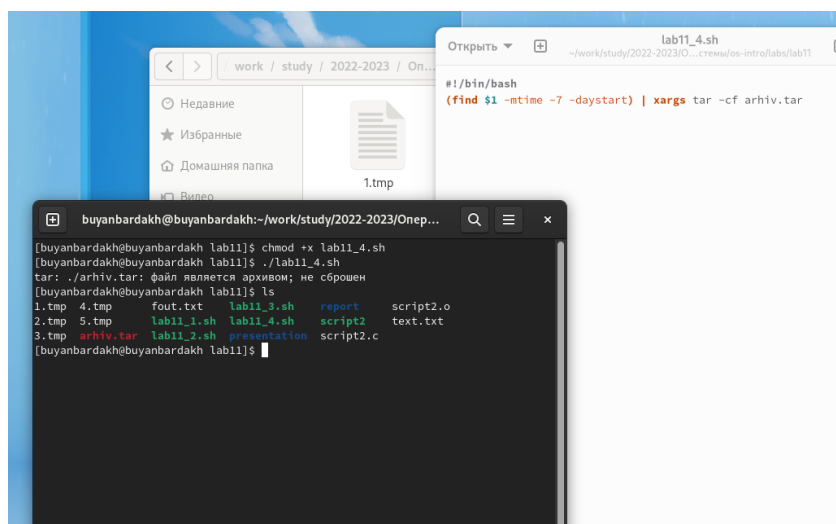 work / study / 2022-2023 / Оп...
Недавние
Избранные
Домашняя папка
Видео
1.tmp
Открыть
lab11_4.sh
~/work/study/2022-2023/О...стемы/os-intro/labs/lab11
#!/bin/bash
(find $1 -mtime -7 -daystart) | xargs tar -cf arhiv.tar
buyanbardakh@buyanbardakh:~/work/study/2022-2023/Опер...
[buyanbardakh@buyanbardakh lab11]$ chmod +x lab11_4.sh
[buyanbardakh@buyanbardakh lab11]$ ./lab11_4.sh
tar: ./arhiv.tar: файл является архивом; не сброшен
[buyanbardakh@buyanbardakh lab11]$ ls
1.tmp 4.tmp fout.txt lab11_3.sh report script2.o
2.tmp 5.tmp lab11_1.sh lab11_4.sh script2 text.txt
3.tmp arhiv.tar lab11_2.sh presentation script2.c
[buyanbardakh@buyanbardakh lab11]$